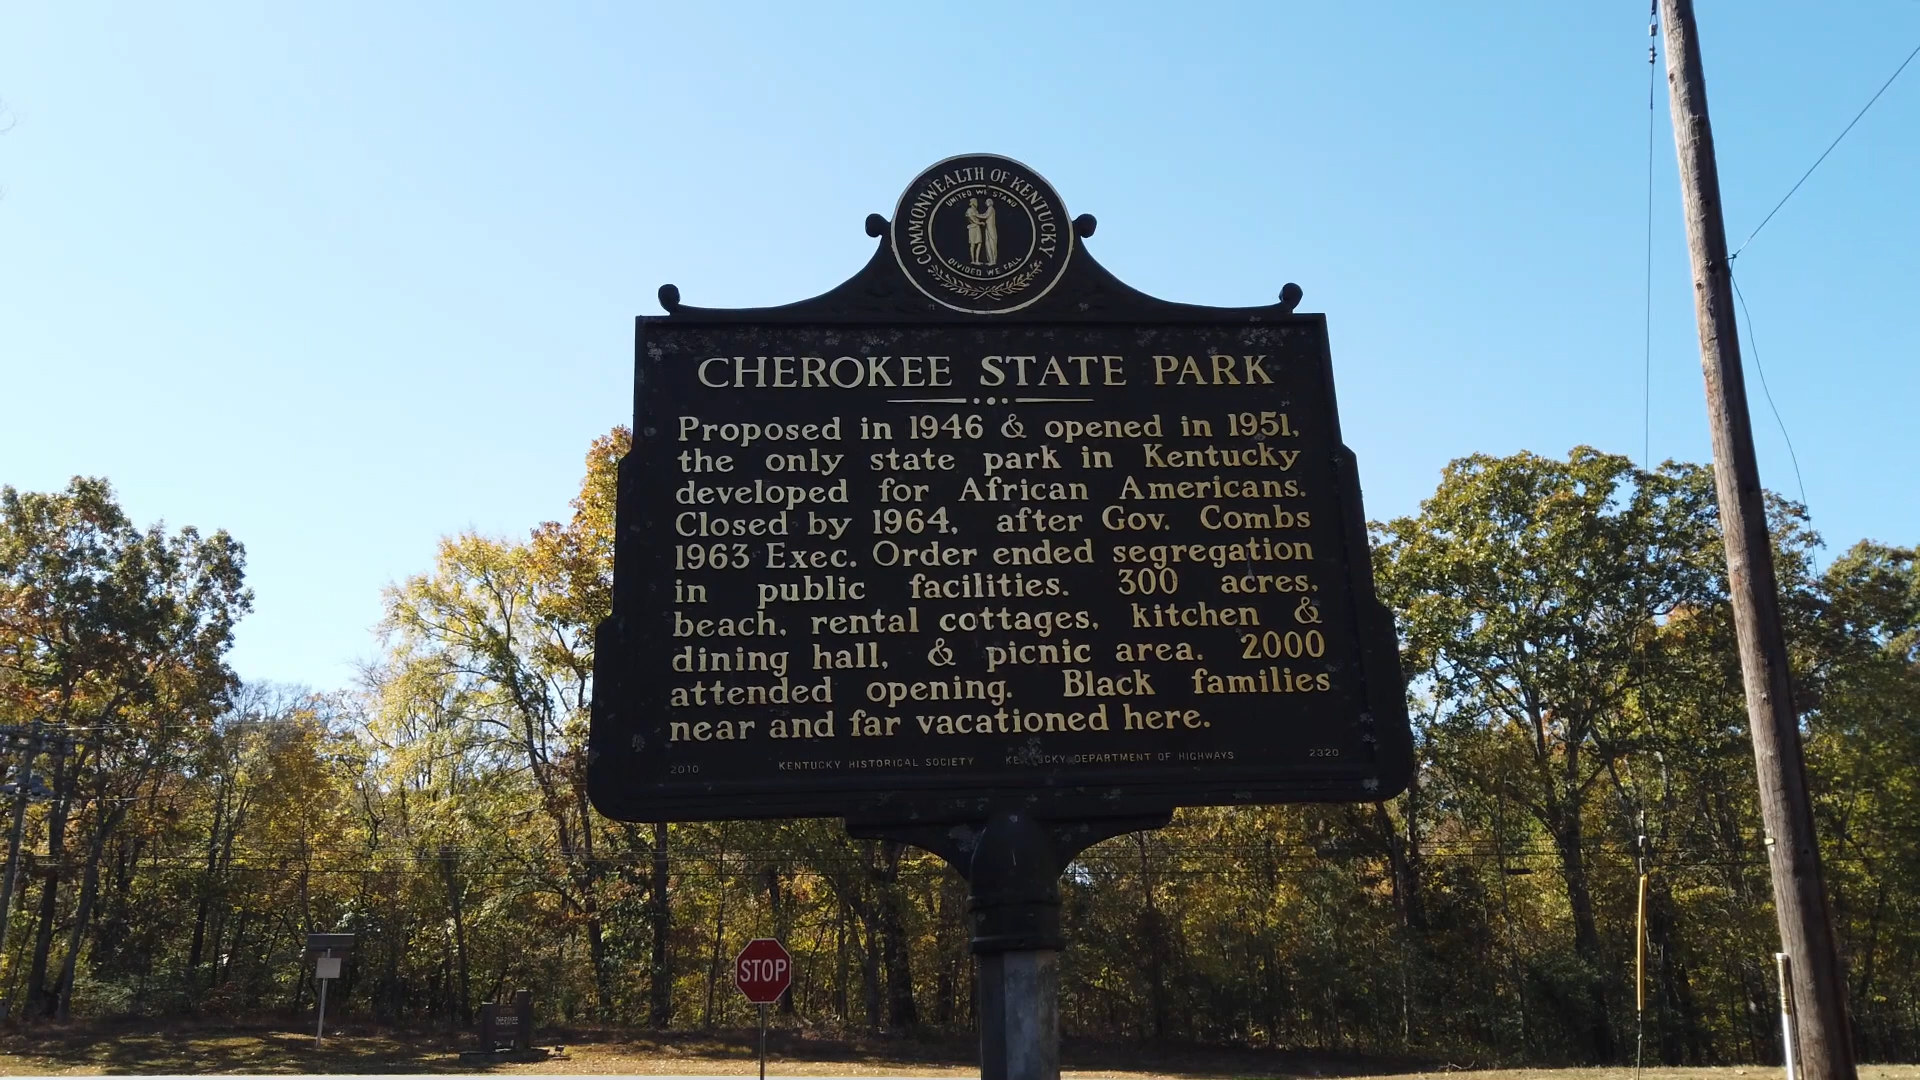 COMMONWEALTH OF KENTUCKY
UNITED WE STAND
DIVIDED WE FALL
CHEROKEE STATE PARK
Proposed in 1946 & opened in 1951,
the only state park in Kentucky
developed for African Americans.
Closed by 1964, after Gov. Combs
1963 Exec. Order ended segregation
in public facilities. 300 acres,
beach, rental cottages, kitchen &
dining hall, & picnic area. 2000
attended opening. Black families
near and far vacationed here.
2010 KENTUCKY HISTORICAL SOCIETY KENTUCKY DEPARTMENT OF HIGHWAYS 2320
STOP